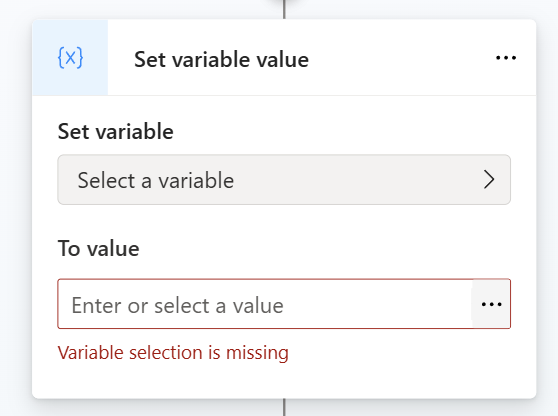 {x}
Set variable value
Set variable
Select a variable
To value
Enter or select a value
Variable selection is missing